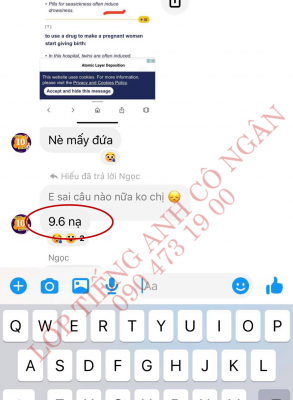 • Pills for seasickness often induce
drowsiness.
[ T ]
to use a drug to make a pregnant woman
start giving birth:
• In this hospital, twins are often induced.
Atomic Layer Deposition
This website uses cookies. For more information,
please visit the Privacy and Cookies Policy.
Accept and hide this message
Nè mấy đứa
Hiếu đã trả lời Ngọc
E sai câu nào nữa ko chị 😞
10
9.6 nạ
2
Ngọc
Aa
LỚP TIẾNG ANH CÔ NGÂN
090 473 19 00
Q W E R T Y U I O P
A S D F G H J K L